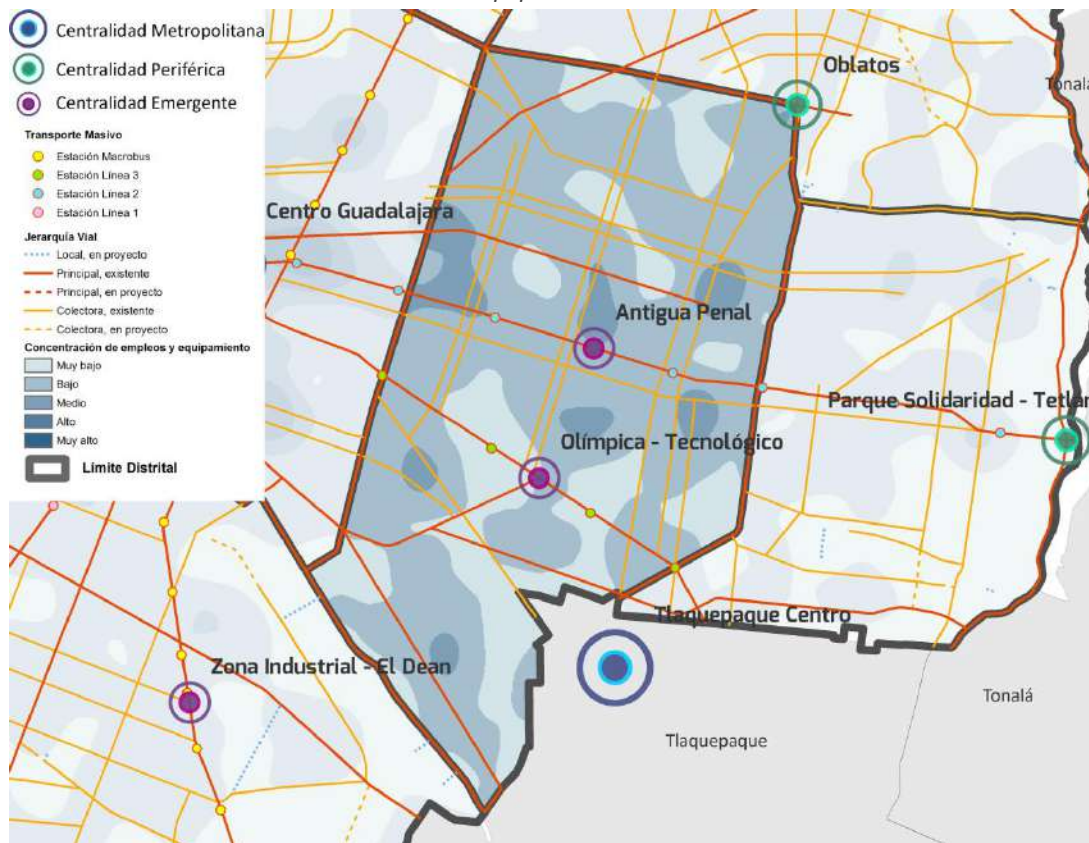 Centralidad Metropolitana
Centralidad Periférica
Centralidad Emergente
Transporte Masivo
Estación Macrobus
Estación Línea 3
Estación Línea 2
Estación Línea 1
Jerarquía Vial
Local, en proyecto
Principal, existente
Principal, en proyecto
Colectora, existente
Colectora, en proyecto
Concentración de empleos y equipamiento
Muy bajo
Bajo
Medio
Alto
Muy alto
Límite Distrital
Oblatos
Tonalá
Centro Guadalajara
Antigua Penal
Parque Solidaridad - Tetlán
Olímpica - Tecnológico
Tlaquepaque Centro
Zona Industrial - El Dean
Tonalá
Tlaquepaque